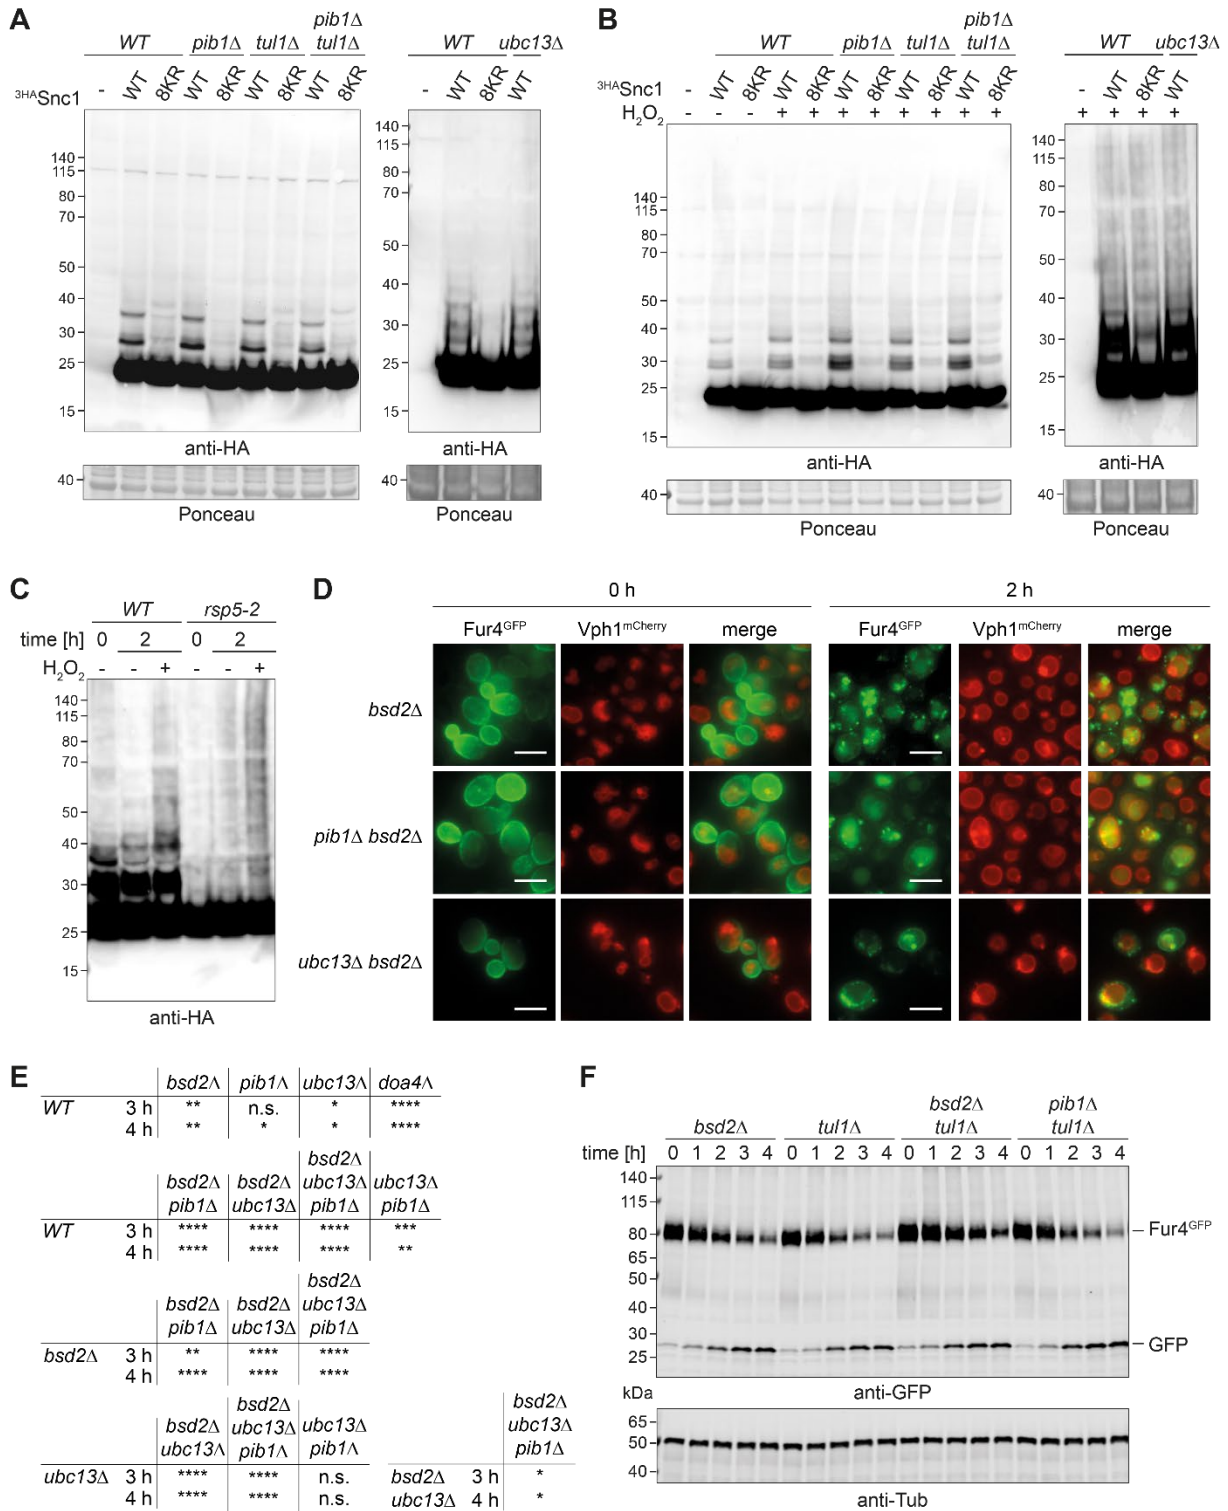 A
WT pib1Δ tul1Δ pib1Δ tul1Δ WT ubc13Δ
3HASnc1 - WT 8KR WT 8KR WT 8KR WT 8KR - WT 8KR WT
140
115
80
70
50
40
30
25
15
anti-HA
40
Ponceau
140
115
80
70
50
40
30
25
15
anti-HA
40
Ponceau
B
WT pib1Δ tul1Δ pib1Δ tul1Δ WT ubc13Δ
3HASnc1 - WT 8KR WT 8KR WT 8KR WT 8KR WT 8KR - WT 8KR WT
H2O2 - - - + + + + + + + + + + + +
140
115
80
70
50
40
30
25
15
anti-HA
40
Ponceau
140
115
80
70
50
40
30
25
15
anti-HA
40
Ponceau
C
WT rsp5-2
time [h] 0 2 0 2
H2O2 - - + - - +
140
115
80
70
50
40
30
25
15
anti-HA
D
0 h 2 h
Fur4GFP Vph1mCherry merge Fur4GFP Vph1mCherry merge
bsd2Δ
pib1Δ bsd2Δ
ubc13Δ bsd2Δ
E
bsd2Δ pib1Δ ubc13Δ doa4Δ
WT 3 h ** n.s. * ****
4 h ** * * ****
bsd2Δ
bsd2Δ bsd2Δ ubc13Δ ubc13Δ
pib1Δ ubc13Δ pib1Δ pib1Δ
WT 3 h **** **** **** ***
4 h **** **** **** **
bsd2Δ
bsd2Δ bsd2Δ ubc13Δ
pib1Δ ubc13Δ pib1Δ
bsd2Δ 3 h ** **** ****
4 h **** **** ****
bsd2Δ
bsd2Δ ubc13Δ ubc13Δ
ubc13Δ pib1Δ pib1Δ
ubc13Δ 3 h **** **** n.s.
4 h **** **** n.s.
bsd2Δ
ubc13Δ
pib1Δ
bsd2Δ 3 h *
ubc13Δ 4 h *
F
bsd2Δ tul1Δ bsd2Δ tul1Δ pib1Δ tul1Δ
time [h] 0 1 2 3 4 0 1 2 3 4 0 1 2 3 4 0 1 2 3 4
140
115
80
65
50
40
30
25
Fur4GFP
GFP
kDa
anti-GFP
65
50
40
anti-Tub